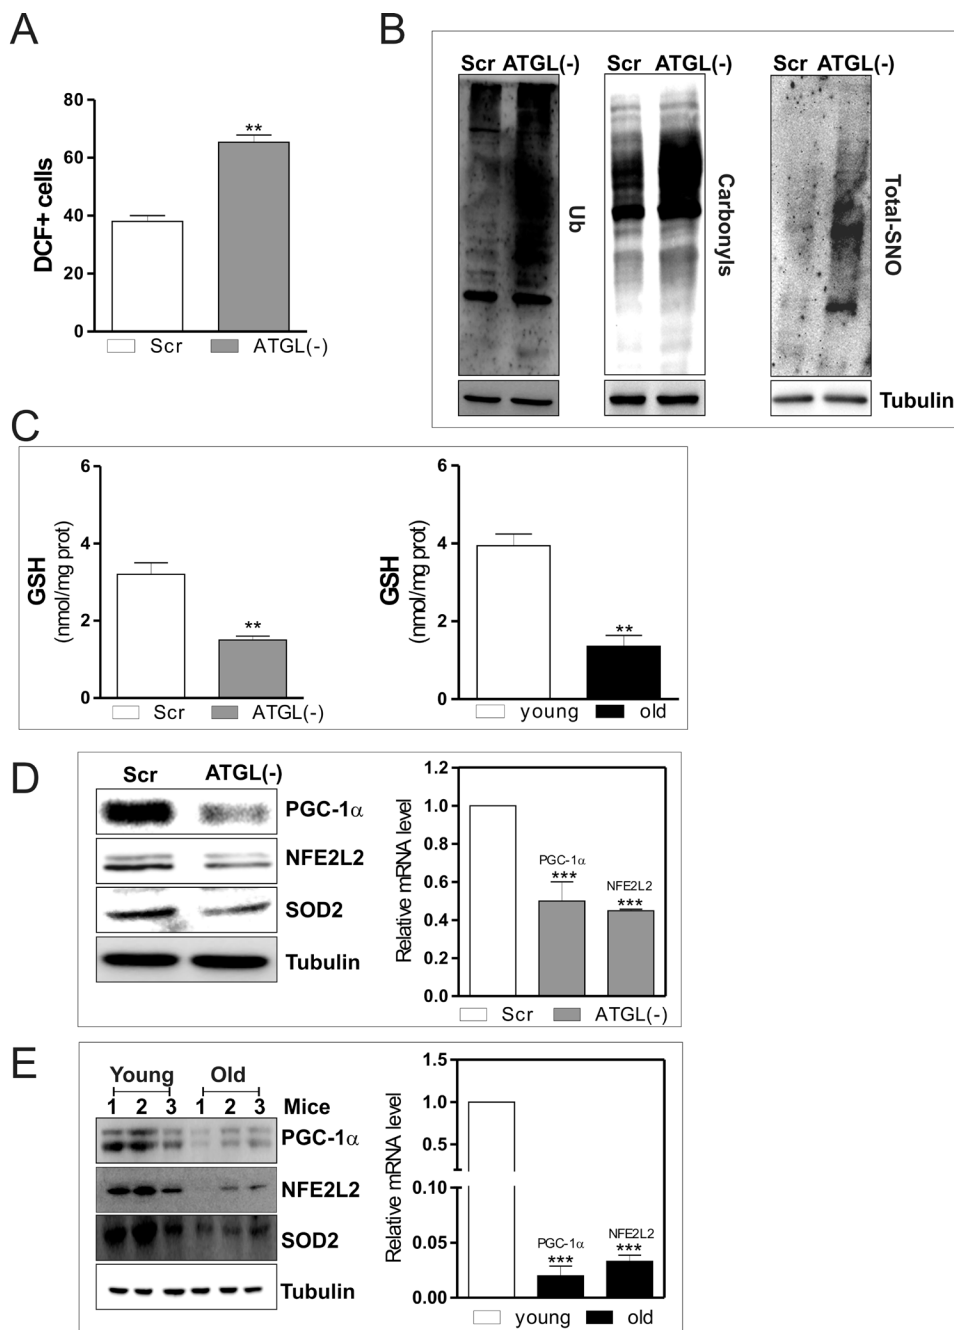 A
80
60
40
20
0
DCF+ cells
**
Scr ATGL(-)
B
Scr ATGL(-)
Ub
Scr ATGL(-)
Carbonyls
Scr ATGL(-)
Total-SNO
Tubulin
C
6
4
2
0
GSH
(nmol/mg prot)
**
Scr ATGL(-)
6
4
2
0
GSH
(nmol/mg prot)
**
young old
D
Scr ATGL(-)
PGC-1α
NFE2L2
SOD2
Tubulin
1.2
1.0
0.8
0.6
0.4
0.2
0.0
Relative mRNA level
PGC-1α
***
NFE2L2
***
Scr ATGL(-)
E
Young Old
1 2 3 1 2 3 Mice
PGC-1α
NFE2L2
SOD2
Tubulin
1.5
1.0
0.5
0.10
0.05
0.00
Relative mRNA level
PGC-1α
***
NFE2L2
***
young old